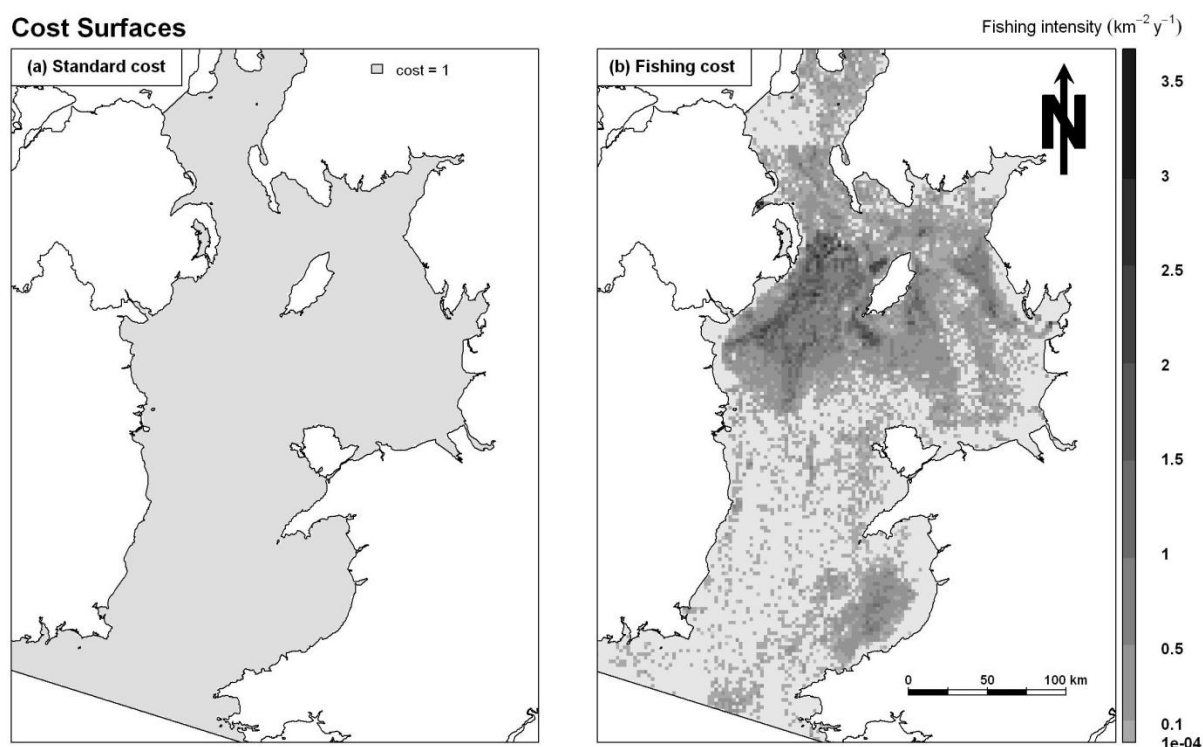 Cost Surfaces
Fishing intensity (km⁻² y⁻¹)
(a) Standard cost
cost = 1
(b) Fishing cost
N
3.5
3
2.5
2
1.5
1
0.5
0.1
1e-04
0 50 100 km